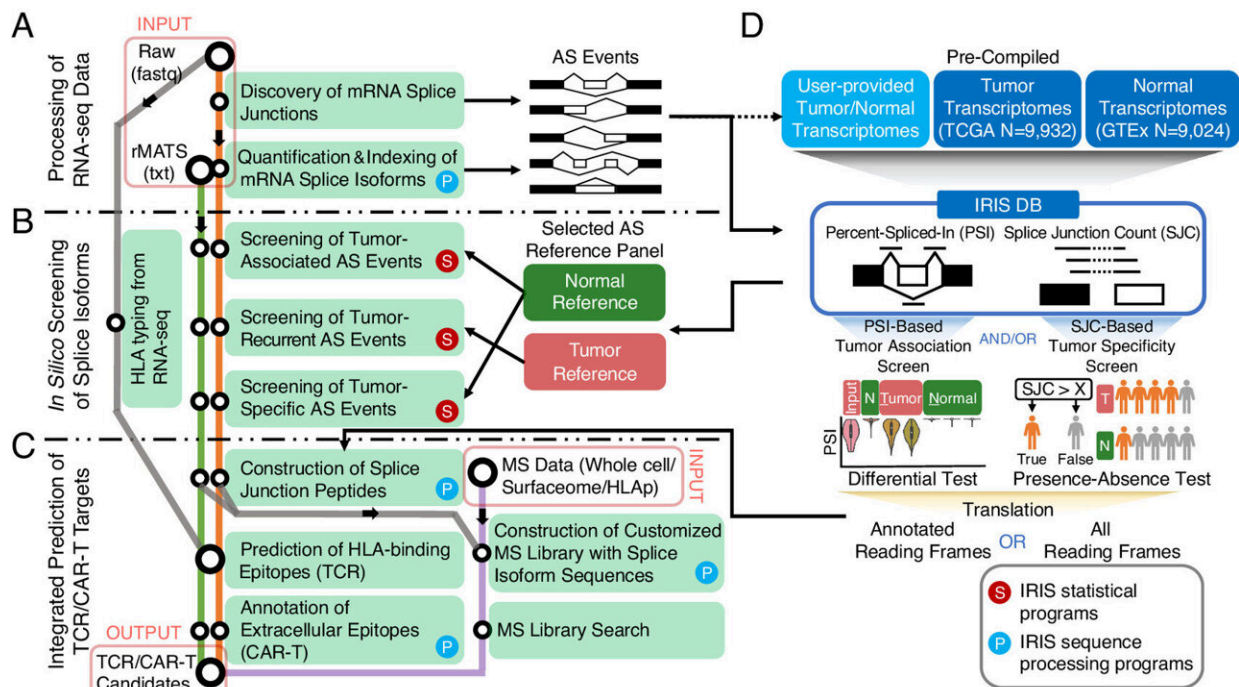 A
INPUT
Raw
(fastq)
Processing of
RNA-seq Data
Discovery of mRNA Splice
Junctions
rMATS
(txt)
Quantification & Indexing of
mRNA Splice Isoforms
P
AS Events
B
In Silico Screening
of Splice Isoforms
HLA typing from
RNA-seq
Screening of Tumor-
Associated AS Events
S
Screening of Tumor-
Recurrent AS Events
S
Screening of Tumor-
Specific AS Events
S
Selected AS
Reference Panel
Normal
Reference
Tumor
Reference
C
Integrated Prediction of
TCR/CAR-T Targets
Construction of Splice
Junction Peptides
P
MS Data (Whole cell/
Surfaceome/HLAp)
INPUT
Prediction of HLA-binding
Epitopes (TCR)
Construction of Customized
MS Library with Splice
Isoform Sequences
P
OUTPUT
Annotation of
Extracellular Epitopes
(CAR-T)
P
MS Library Search
TCR/CAR-T
Candidates
D
Pre-Compiled
User-provided
Tumor/Normal
Transcriptomes
Tumor
Transcriptomes
(TCGA N=9,932)
Normal
Transcriptomes
(GTEx N=9,024)
IRIS DB
Percent-Spliced-In (PSI)
Splice Junction Count (SJC)
PSI-Based
Tumor Association
Screen
AND/OR
SJC-Based
Tumor Specificity
Screen
Input
N
Tumor
Normal
PSI
Differential Test
SJC > X
True
False
T
N
Presence-Absence Test
Translation
Annotated
Reading Frames
OR
All
Reading Frames
S
IRIS statistical
programs
P
IRIS sequence
processing programs